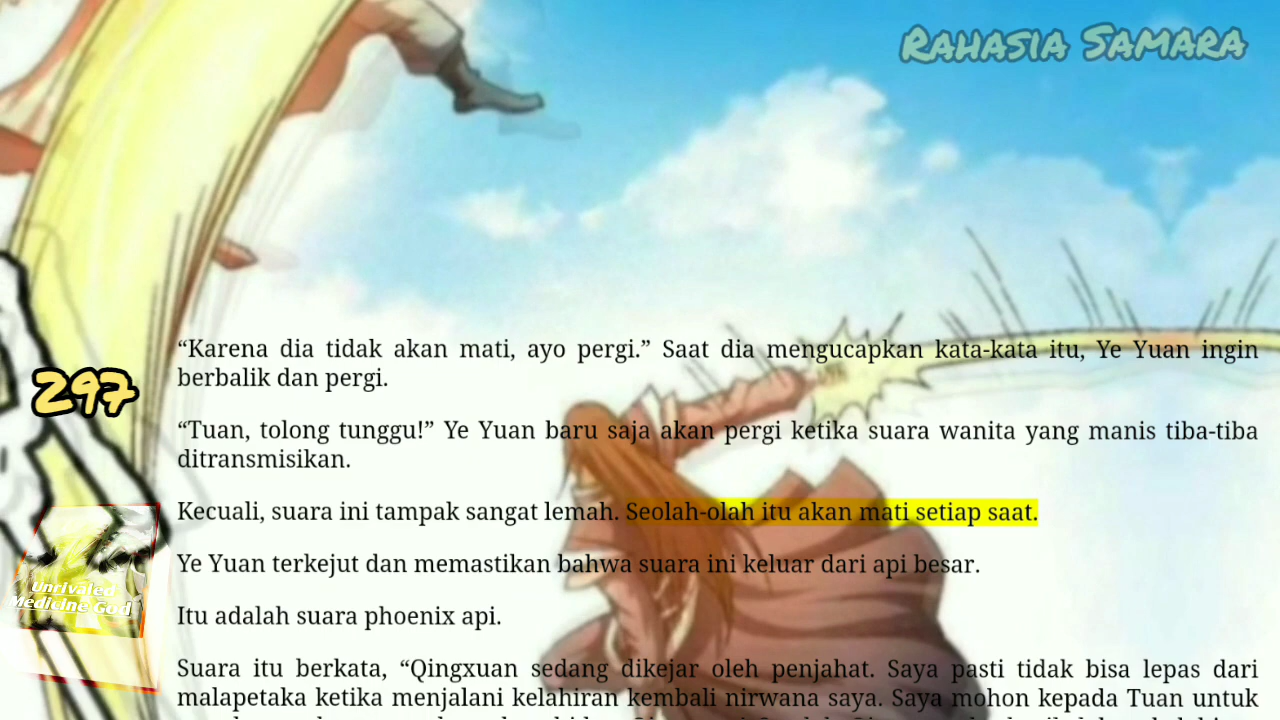 Rahasia Samara
“Karena dia tidak akan mati, ayo pergi.” Saat dia mengucapkan kata-kata itu, Ye Yuan ingin
berbalik dan pergi.
“Tuan, tolong tunggu!” Ye Yuan baru saja akan pergi ketika suara wanita yang manis tiba-tiba
ditransmisikan.
297
Kecuali, suara ini tampak sangat lemah. Seolah-olah itu akan mati setiap saat.
Ye Yuan terkejut dan memastikan bahwa suara ini keluar dari api besar.
Unrivaled
Medicine God
Itu adalah suara phoenix api.
Suara itu berkata, “Qingxuan sedang dikejar oleh penjahat. Saya pasti tidak bisa lepas dari
malapetaka ketika menjalani kelahiran kembali nirwana saya. Saya mohon kepada Tuan untuk